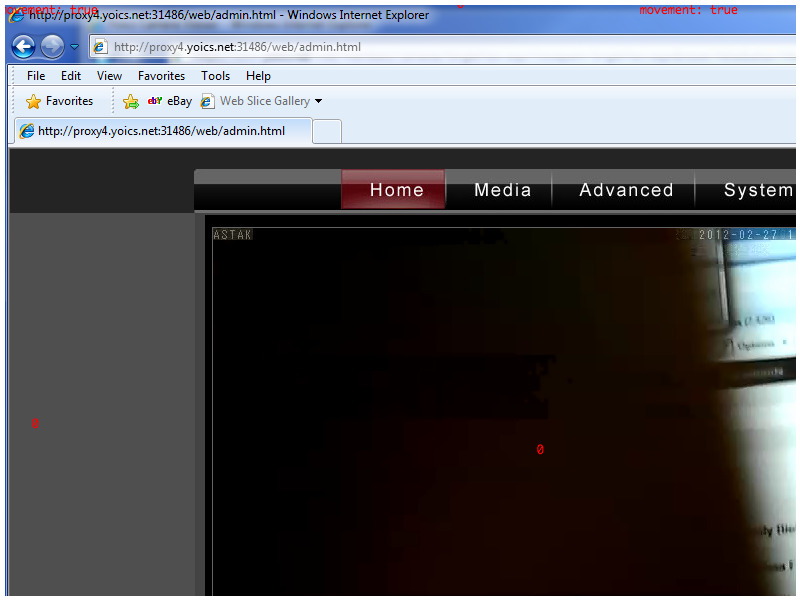 movement: true
http://proxy4.yoics.net:31486/web/admin.html - Windows Internet Explorer
movement: true
http://proxy4.yoics.net:31486/web/admin.html
File Edit View Favorites Tools Help
Favorites ebY eBay Web Slice Gallery
http://proxy4.yoics.net:31486/web/admin.html
Home Media Advanced System
ASTAK 2012-02-27 1
Options
0
0